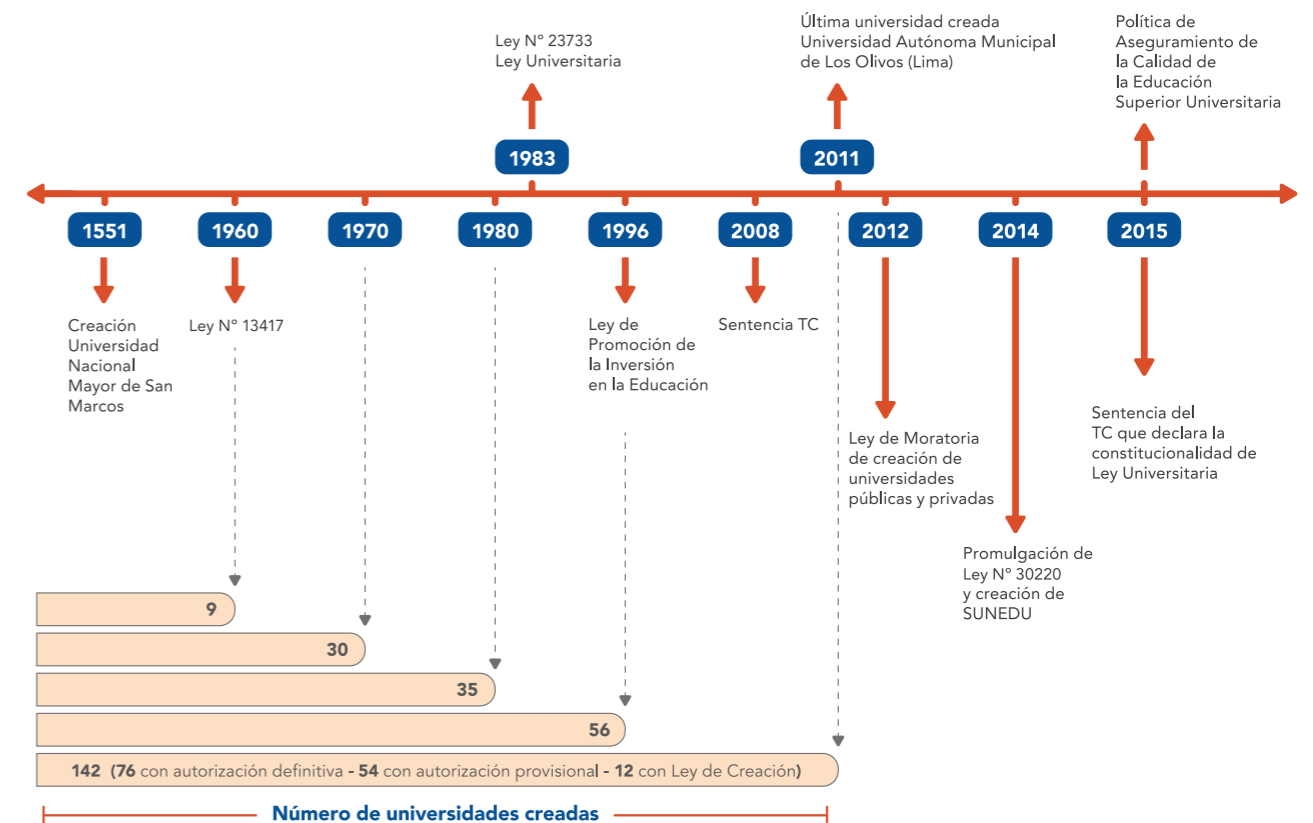 Ley Nº 23733
Ley Universitaria
Última universidad creada
Universidad Autónoma Municipal
de Los Olivos (Lima)
Política de
Aseguramiento de
la Calidad de
la Educación
Superior Universitaria
1983
2011
1551
1960
1970
1980
1996
2008
2012
2014
2015
Creación
Universidad
Nacional
Mayor de San
Marcos
Ley Nº 13417
Ley de
Promoción de
la Inversión
en la Educación
Sentencia TC
Ley de Moratoria
de creación de
universidades
públicas y privadas
Promulgación de
Ley Nº 30220
y creación de
SUNEDU
Sentencia del
TC que declara la
constitucionalidad de
Ley Universitaria
9
30
35
56
142 (76 con autorización definitiva - 54 con autorización provisional - 12 con Ley de Creación)
Número de universidades creadas